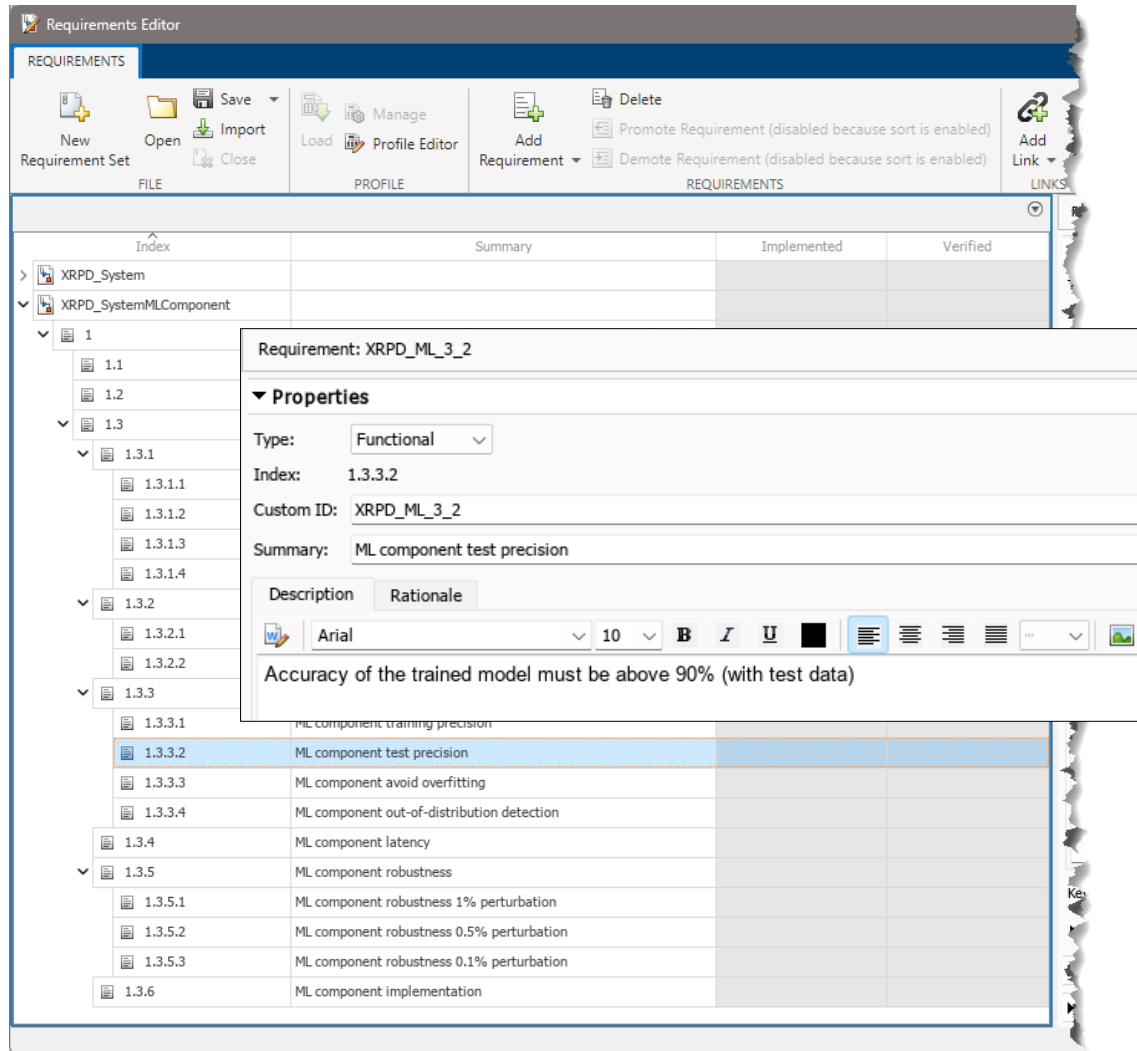 Requirements Editor
REQUIREMENTS
New
Requirement Set
Open
Save
Import
Close
FILE
Load
Manage
Profile Editor
PROFILE
Add
Requirement
Delete
Promote Requirement (disabled because sort is enabled)
Demote Requirement (disabled because sort is enabled)
REQUIREMENTS
Add
Link
LINKS
Index Summary Implemented Verified
XRPD_System
XRPD_SystemMLComponent
1
1.1
1.2
1.3
1.3.1
1.3.1.1
1.3.1.2
1.3.1.3
1.3.1.4
1.3.2
1.3.2.1
1.3.2.2
1.3.3
Requirement: XRPD_ML_3_2
Properties
Type: Functional
Index: 1.3.3.2
Custom ID: XRPD_ML_3_2
Summary: ML component test precision
Description Rationale
Arial 10 B I U
Accuracy of the trained model must be above 90% (with test data)
1.3.3.1 ML component training precision
1.3.3.2 ML component test precision
1.3.3.3 ML component avoid overfitting
1.3.3.4 ML component out-of-distribution detection
1.3.4 ML component latency
1.3.5 ML component robustness
1.3.5.1 ML component robustness 1% perturbation
1.3.5.2 ML component robustness 0.5% perturbation
1.3.5.3 ML component robustness 0.1% perturbation
1.3.6 ML component implementation